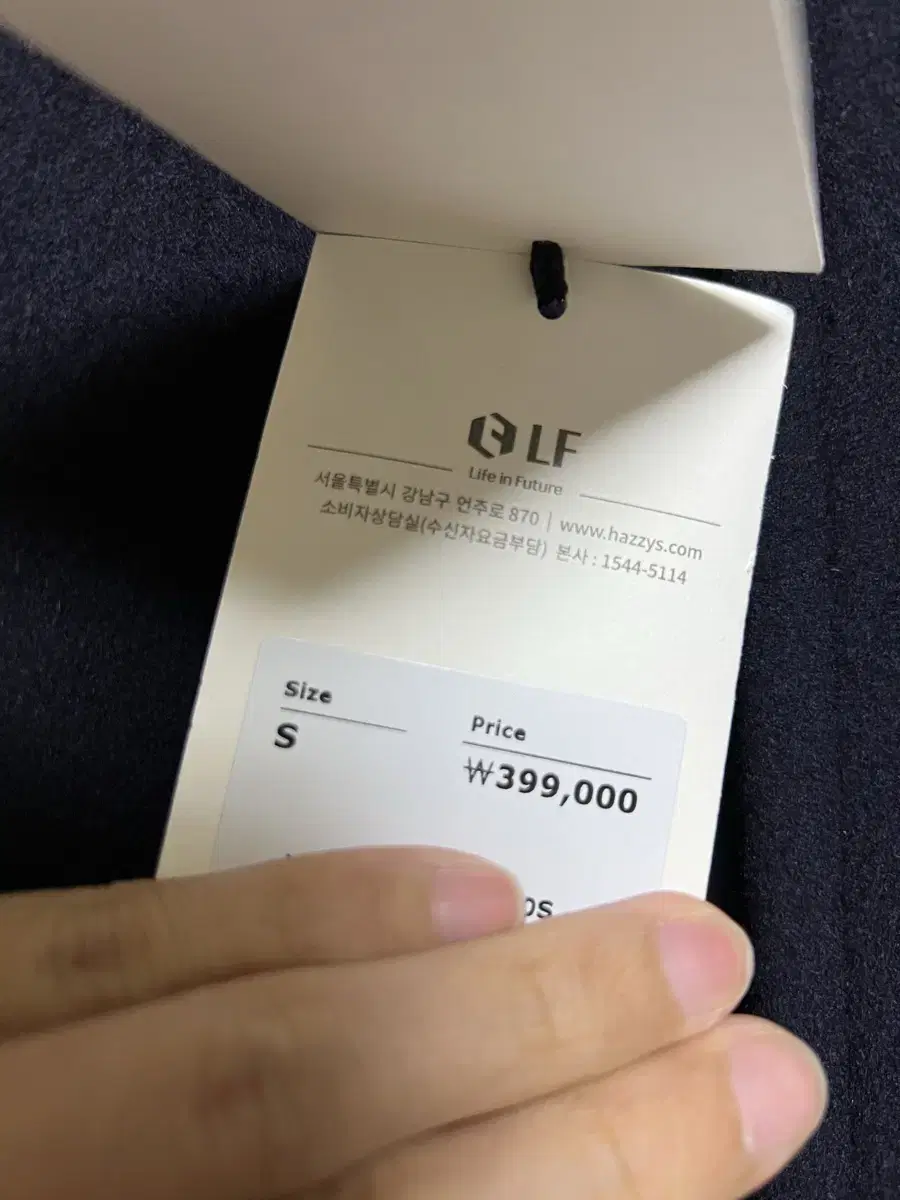 LF
Life in Future
서울특별시 강남구 언주로 870 | www.hazzys.com
소비자상담실(수신자요금부담) 본사 : 1544-5114
Size
S
Price
₩399,000